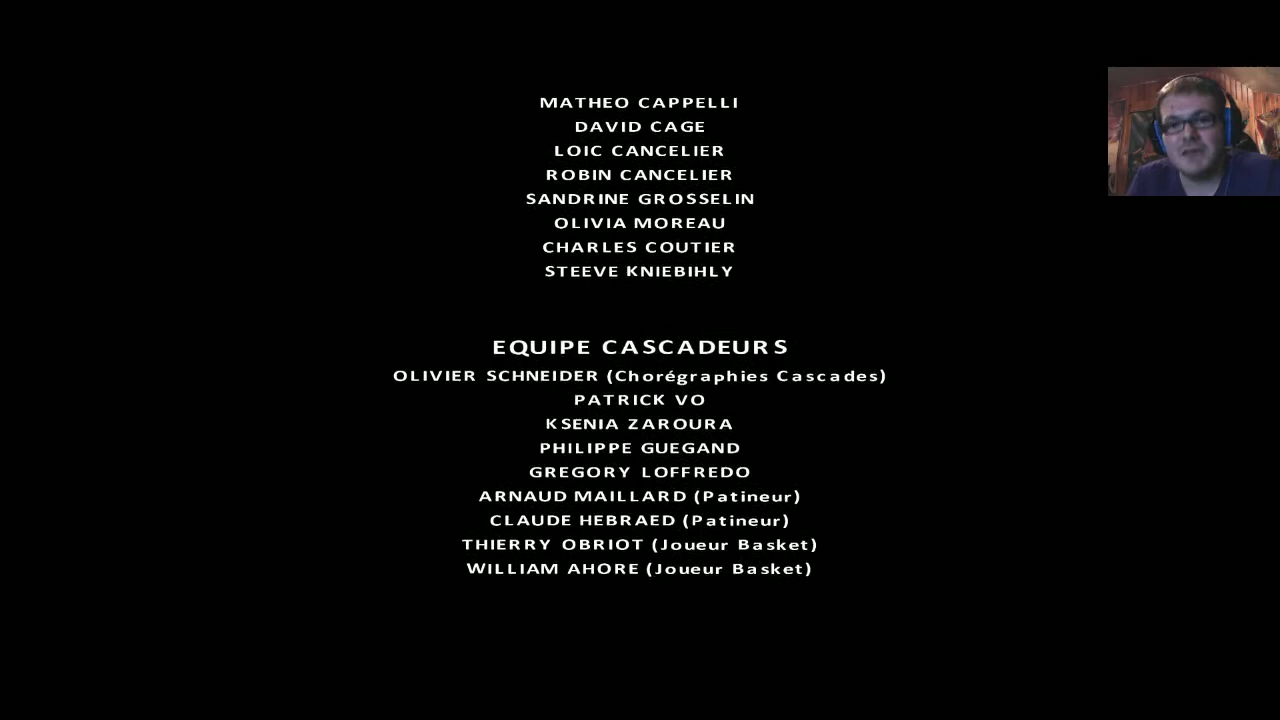 MATHEO CAPPELLI
DAVID CAGE
LOIC CANCELIER
ROBIN CANCELIER
SANDRINE GROSSELIN
OLIVIA MOREAU
CHARLES COUTIER
STEEVE KNIEBIHLY
EQUIPE CASCADEURS
OLIVIER SCHNEIDER (Chorégraphies Cascades)
PATRICK VO
KSENIA ZAROURA
PHILIPPE GUEGAND
GREGORY LOFFREDO
ARNAUD MAILLARD (Patineur)
CLAUDE HEBRAED (Patineur)
THIERRY OBRIOT (Joueur Basket)
WILLIAM AHORE (Joueur Basket)